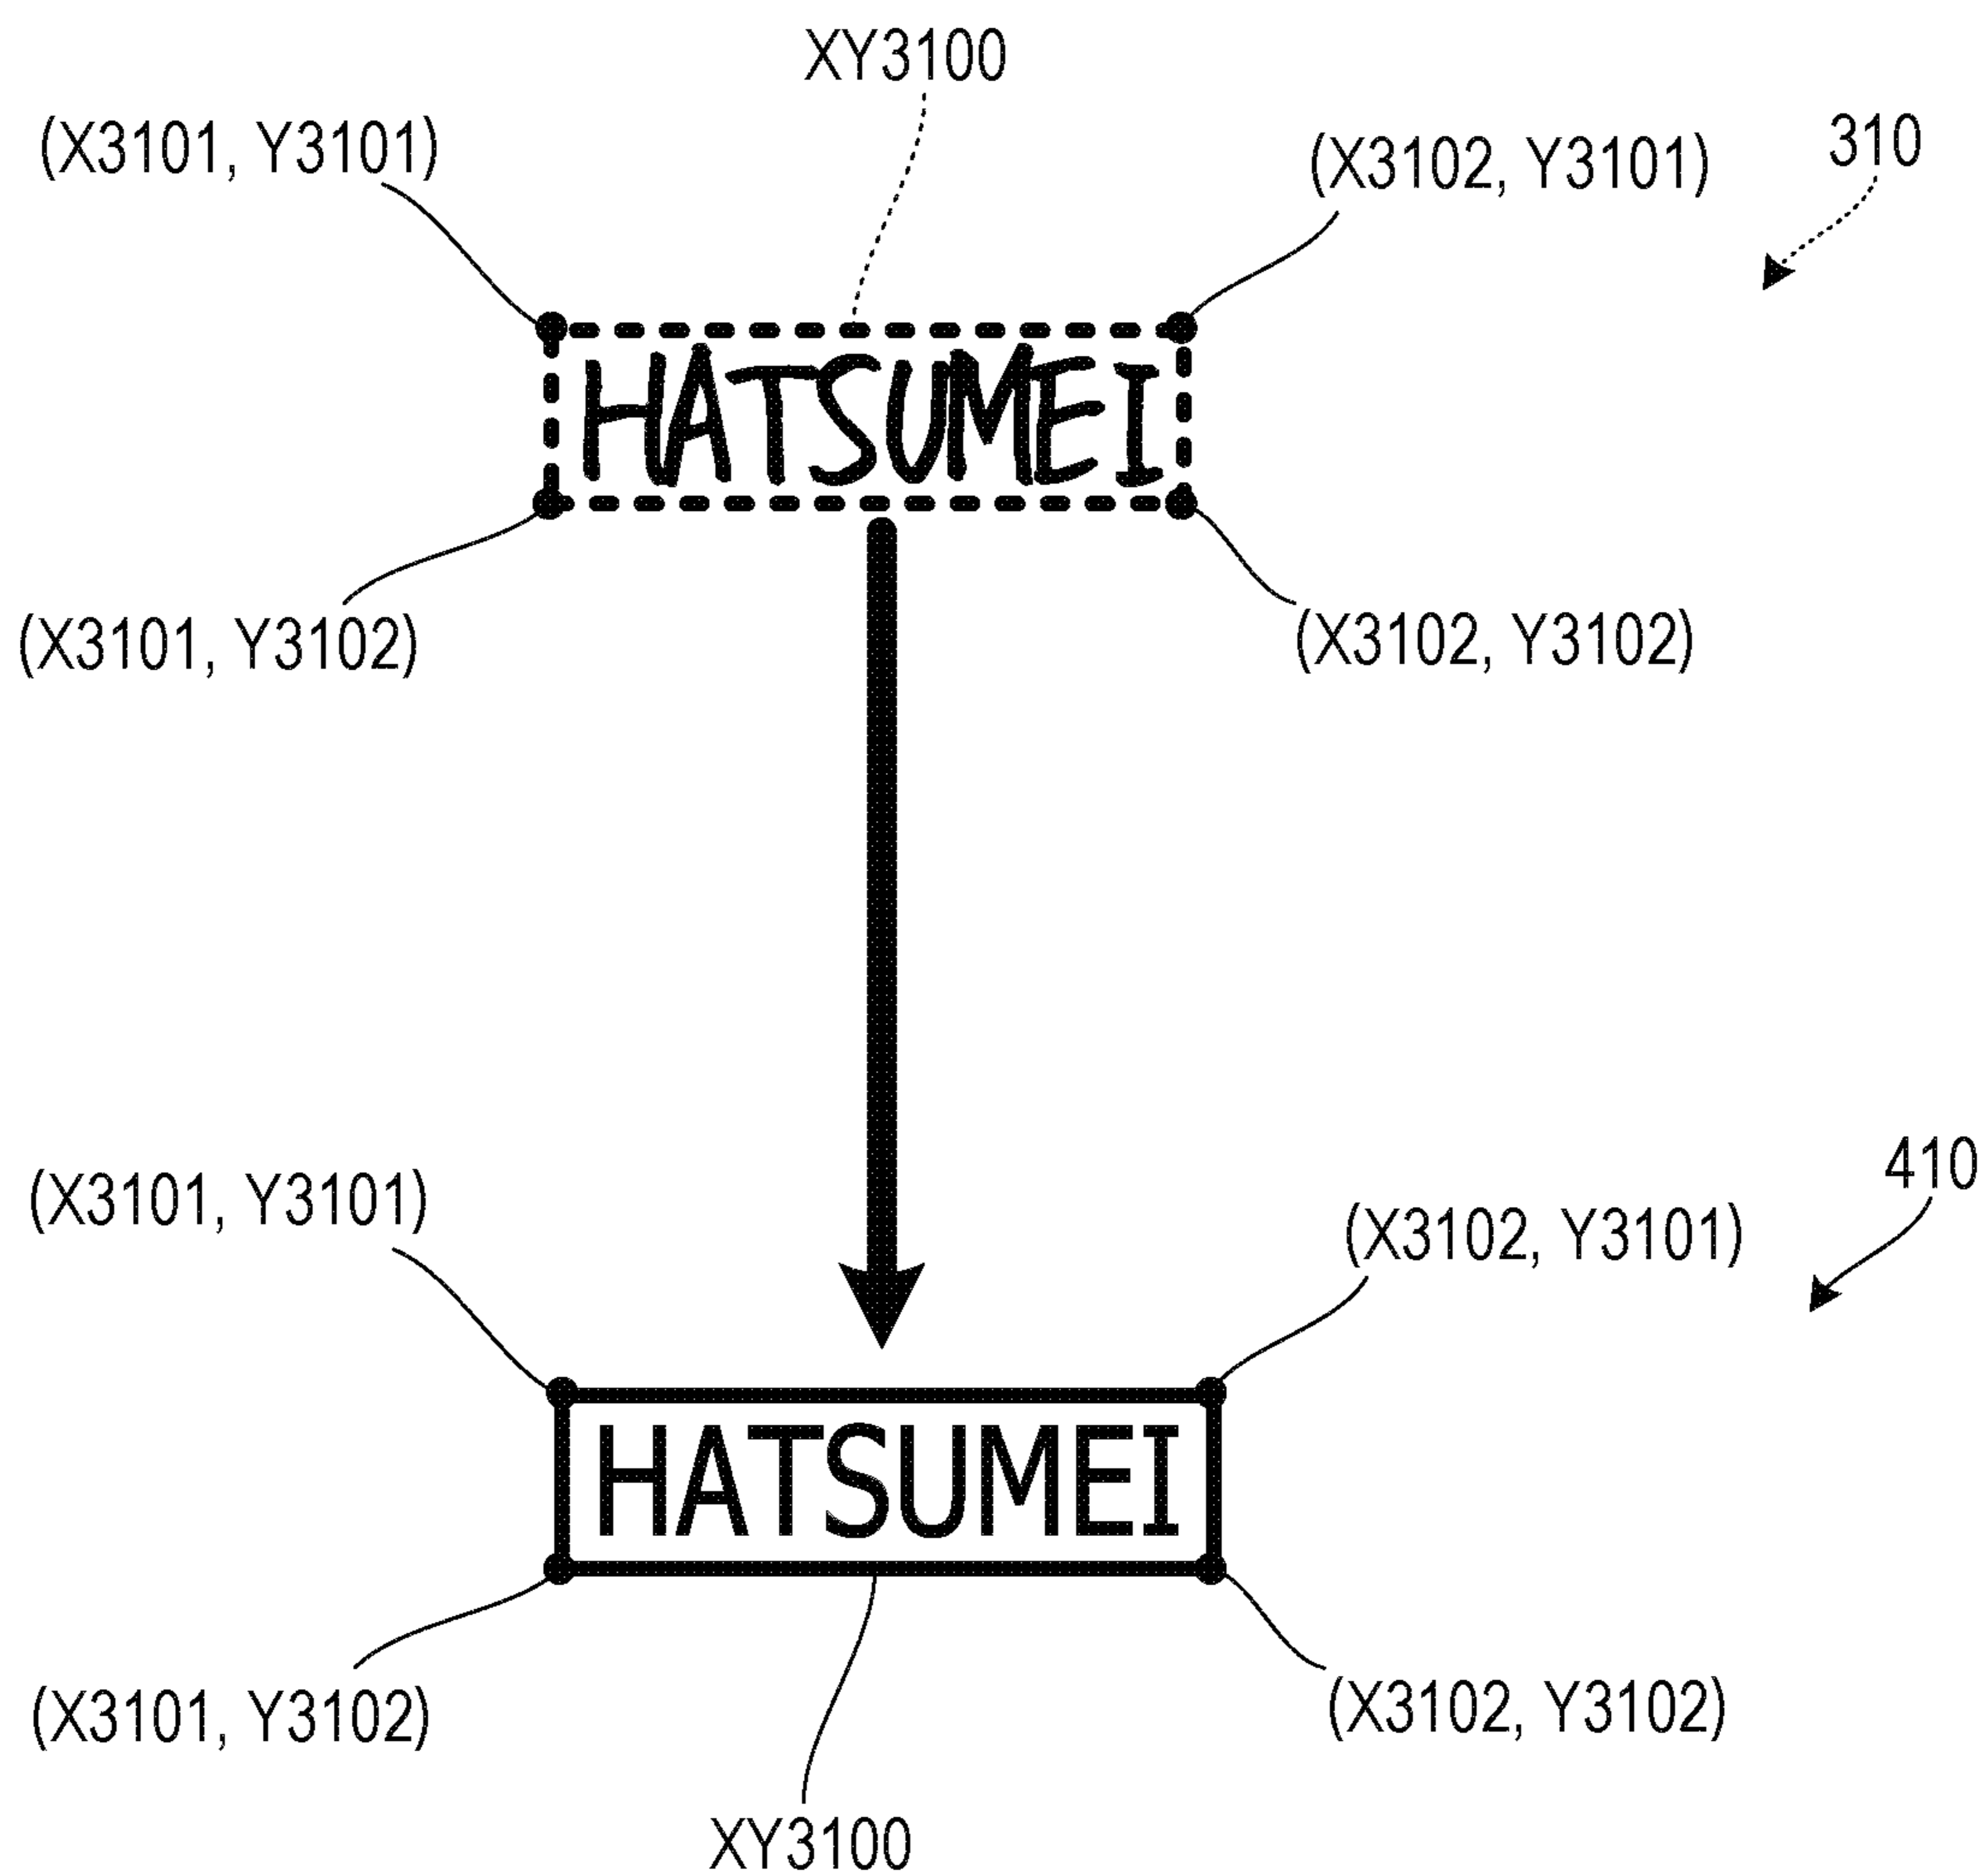 XY3100
(X3101, Y3101)
(X3102, Y3101)
310
HATSUMEI
(X3101, Y3102)
(X3102, Y3102)
410
(X3101, Y3101)
(X3102, Y3101)
HATSUMEI
(X3101, Y3102)
(X3102, Y3102)
XY3100